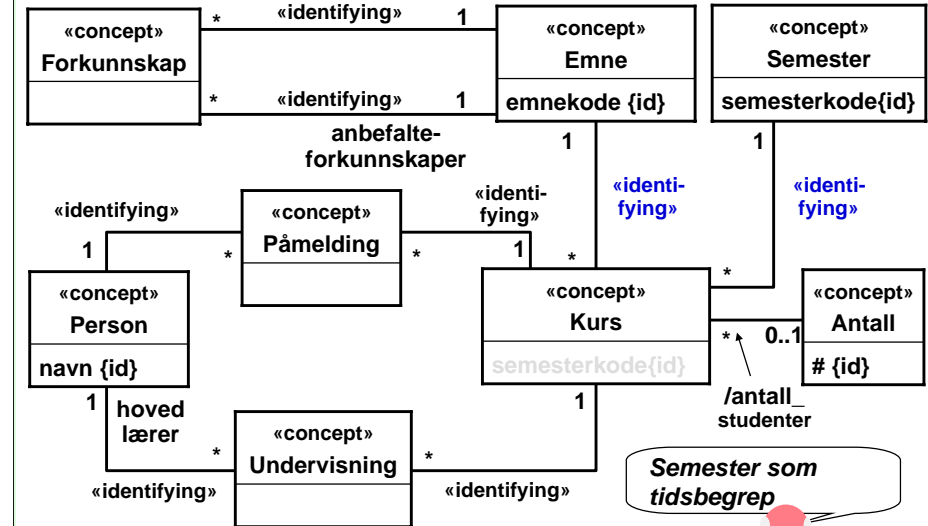 «identifying»
*
1
«concept»
Forkunnskap
«concept»
Emne
emnekode {id}
«concept»
Semester
semesterkode{id}
*
«identifying»
1
anbefalte-
forkunnskaper
1
1
«identi-
fying»
«identi-
fying»
«identi-
fying»
«identifying»
«concept»
Påmelding
1
*
*
1
*
*
«concept»
Person
navn {id}
«concept»
Kurs
semesterkode{id}
«concept»
Antall
# {id}
*
0..1
/antall_
studenter
1
hoved
lærer
1
*
«concept»
Undervisning
*
«identifying»
«identifying»
Semester som
tidsbegrep